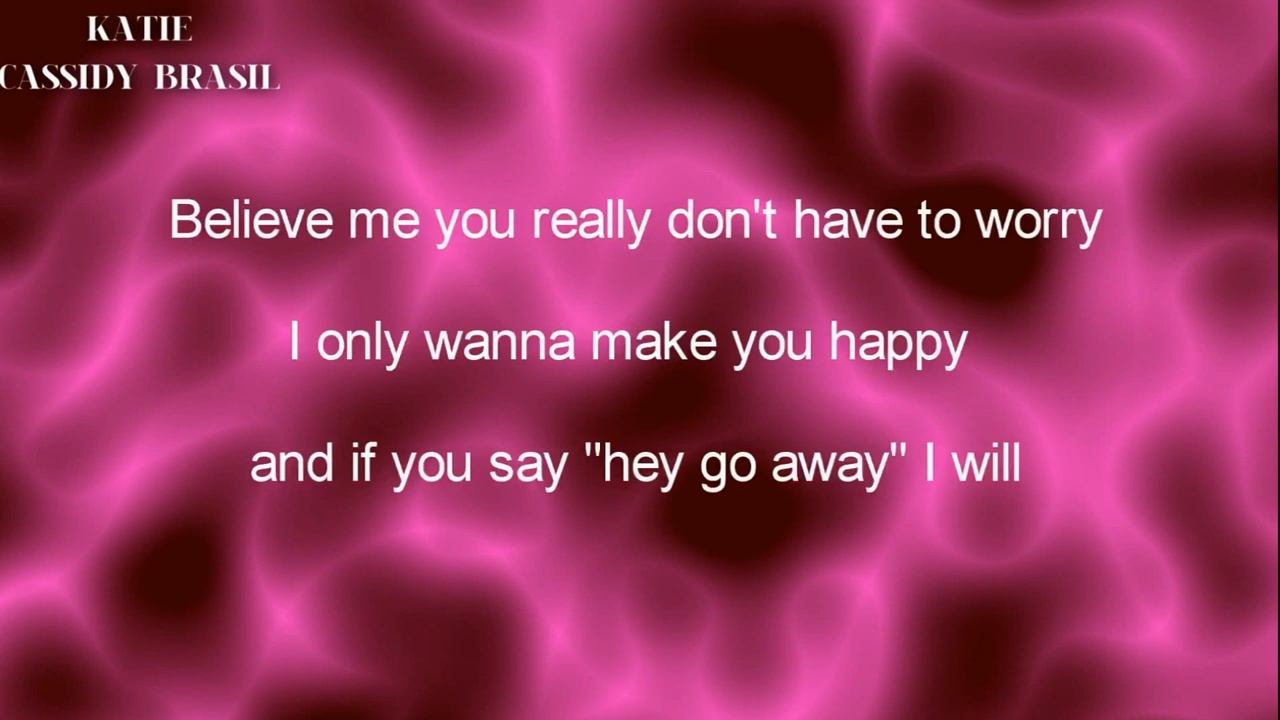 KATIE
CASSIDY BRASIL
Believe me you really don't have to worry
I only wanna make you happy
and if you say "hey go away" I will